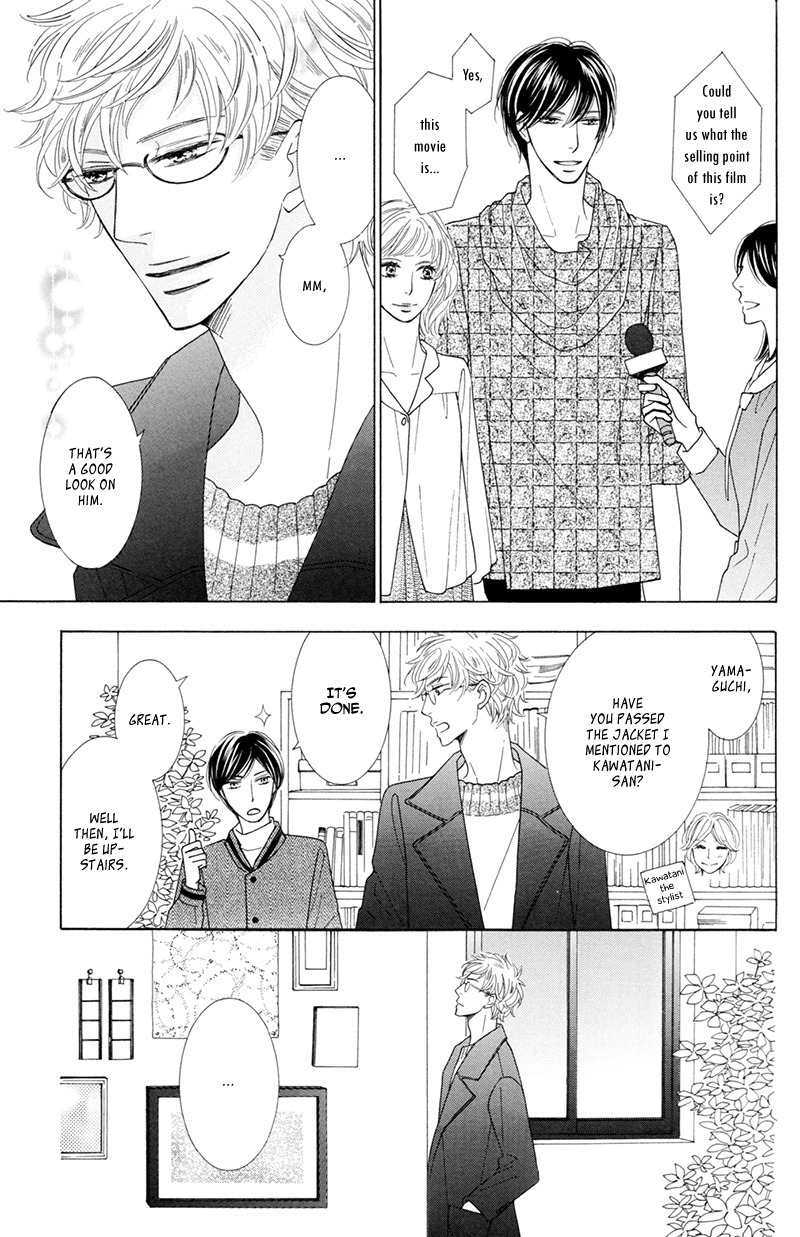 Could
you tell
us what the
selling point
of this film
is?
Yes,
this
movie
is...
...
MM,
THAT'S
A GOOD
LOOK ON
HIM.
YAMA-
GUCHI,
HAVE
YOU PASSED
THE JACKET I
MENTIONED TO
KAWATANI-
SAN?
Kawatani
the
stylist
IT'S
DONE.
GREAT.
WELL
THEN, I'LL
BE UP-
STAIRS.
...